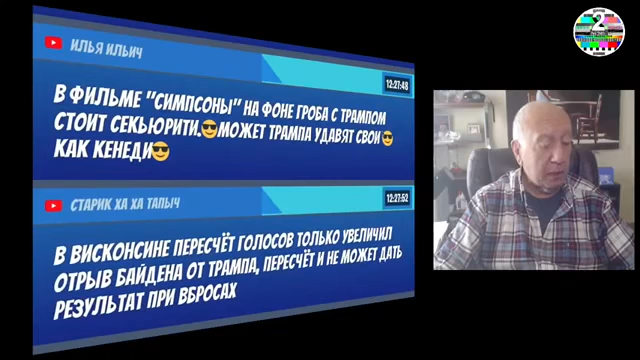 ИЛЬЯ ИЛЬИЧ
12:27:48
В ФИЛЬМЕ "СИМПСОНЫ" НА ФОНЕ ГРОБА С ТРАМПОМ
СТОИТ СЕКЬЮРИТИ.😎МОЖЕТ ТРАМПА УДАВЯТ СВОИ😎
КАК КЕНЕДИ😎
СТАРИК ХА ХА ТАПЫЧ
12:27:52
В ВИСКОНСИНЕ ПЕРЕСЧЁТ ГОЛОСОВ ТОЛЬКО УВЕЛИЧИЛ
ОТРЫВ БАЙДЕНА ОТ ТРАМПА, ПЕРЕСЧЁТ И НЕ МОЖЕТ ДАТЬ
РЕЗУЛЬТАТ ПРИ ВБРОСАХ
2